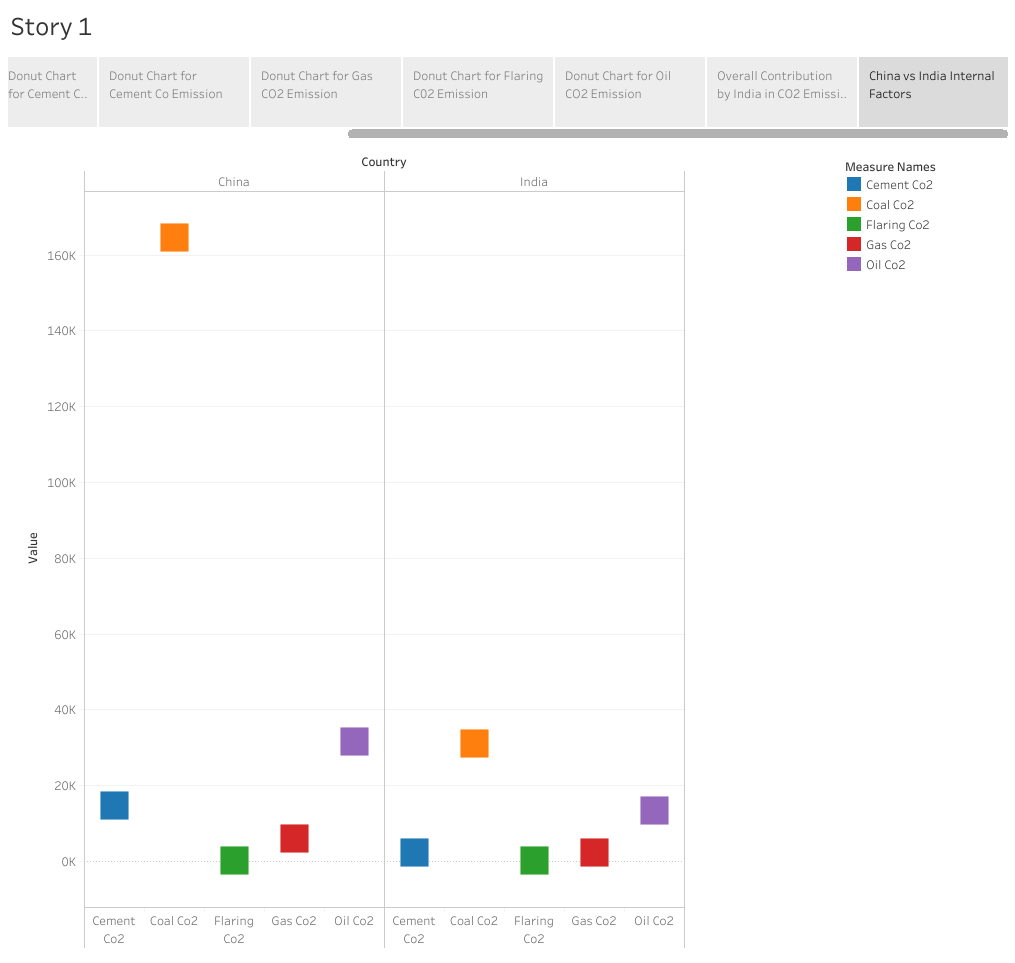 Story 1
Donut Chart
for Cement C..
Donut Chart for
Cement Co Emission
Donut Chart for Gas
CO2 Emission
Donut Chart for Flaring
C02 Emission
Donut Chart for Oil
CO2 Emission
Overall Contribution
by India in CO2 Emissi..
China vs India Internal
Factors
Country
China
India
Measure Names
Cement Co2
Coal Co2
Flaring Co2
Gas Co2
Oil Co2
160K
140K
120K
100K
80K
60K
40K
20K
0K
Value
Cement
Co2
Coal Co2
Flaring
Co2
Gas Co2
Oil Co2
Cement
Co2
Coal Co2
Flaring
Co2
Gas Co2
Oil Co2